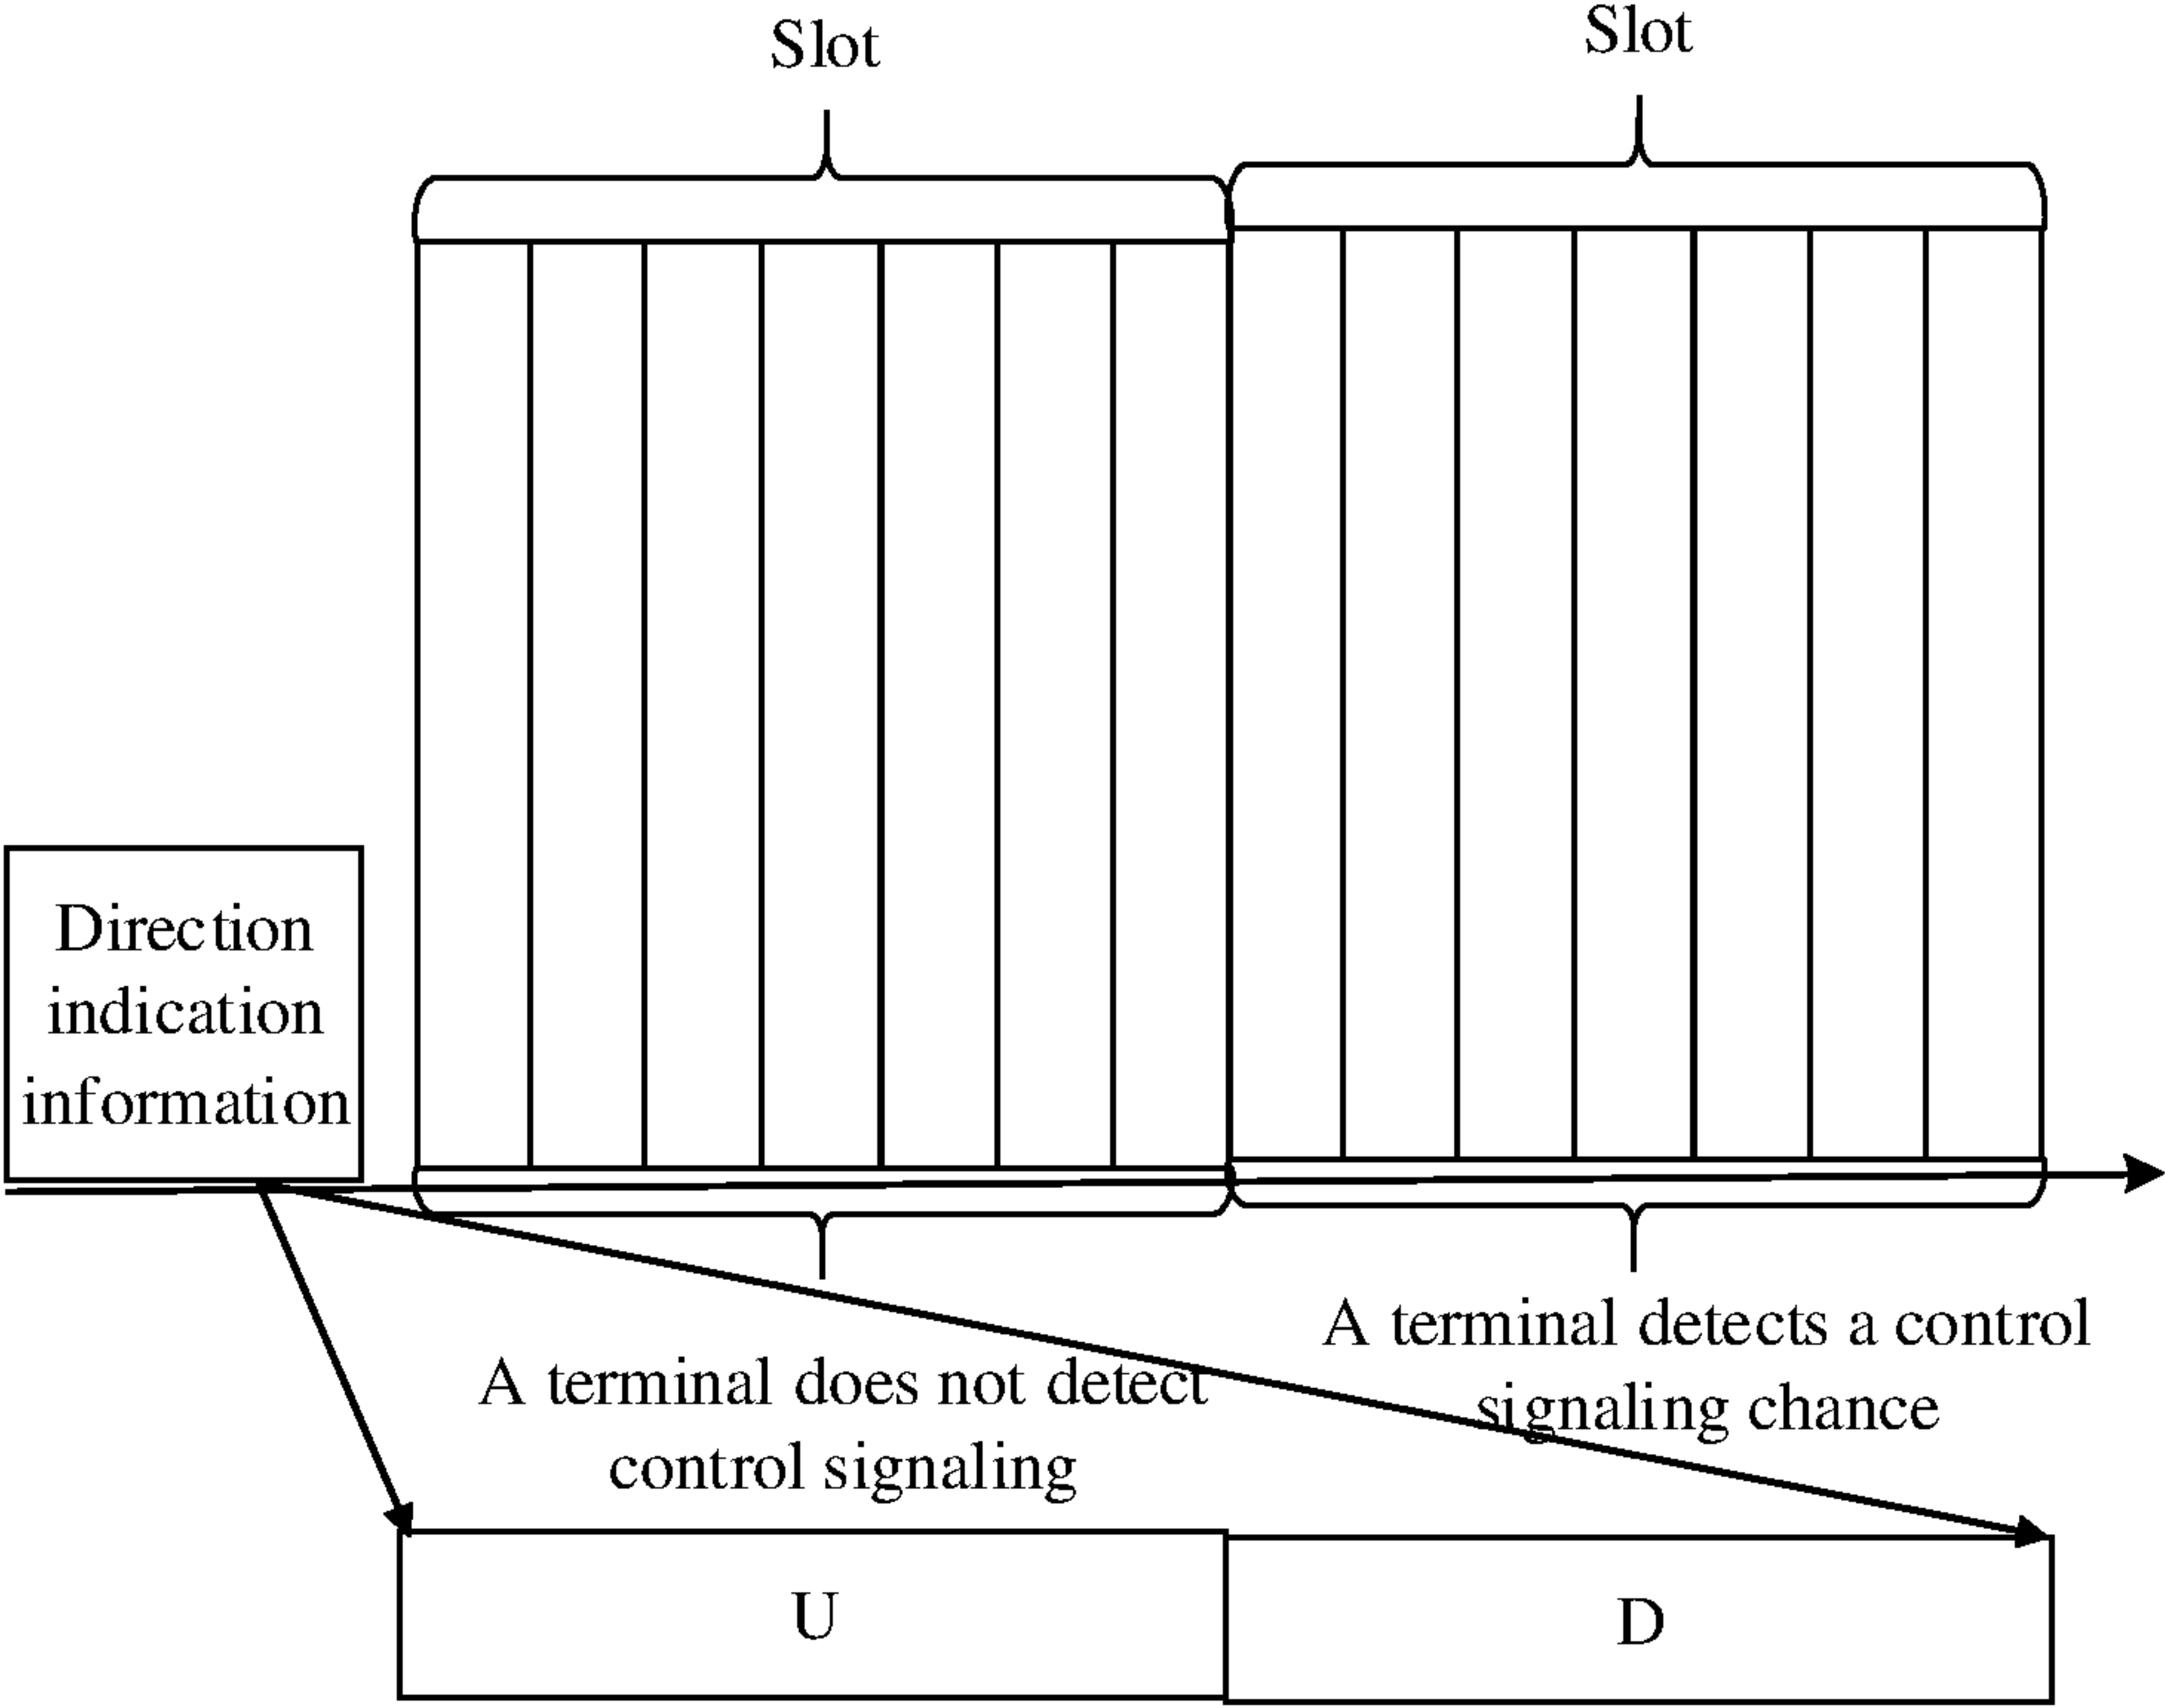 Slot
Slot
Direction
indication
information
A terminal does not detect
control signaling
A terminal detects a control
signaling chance
U
D